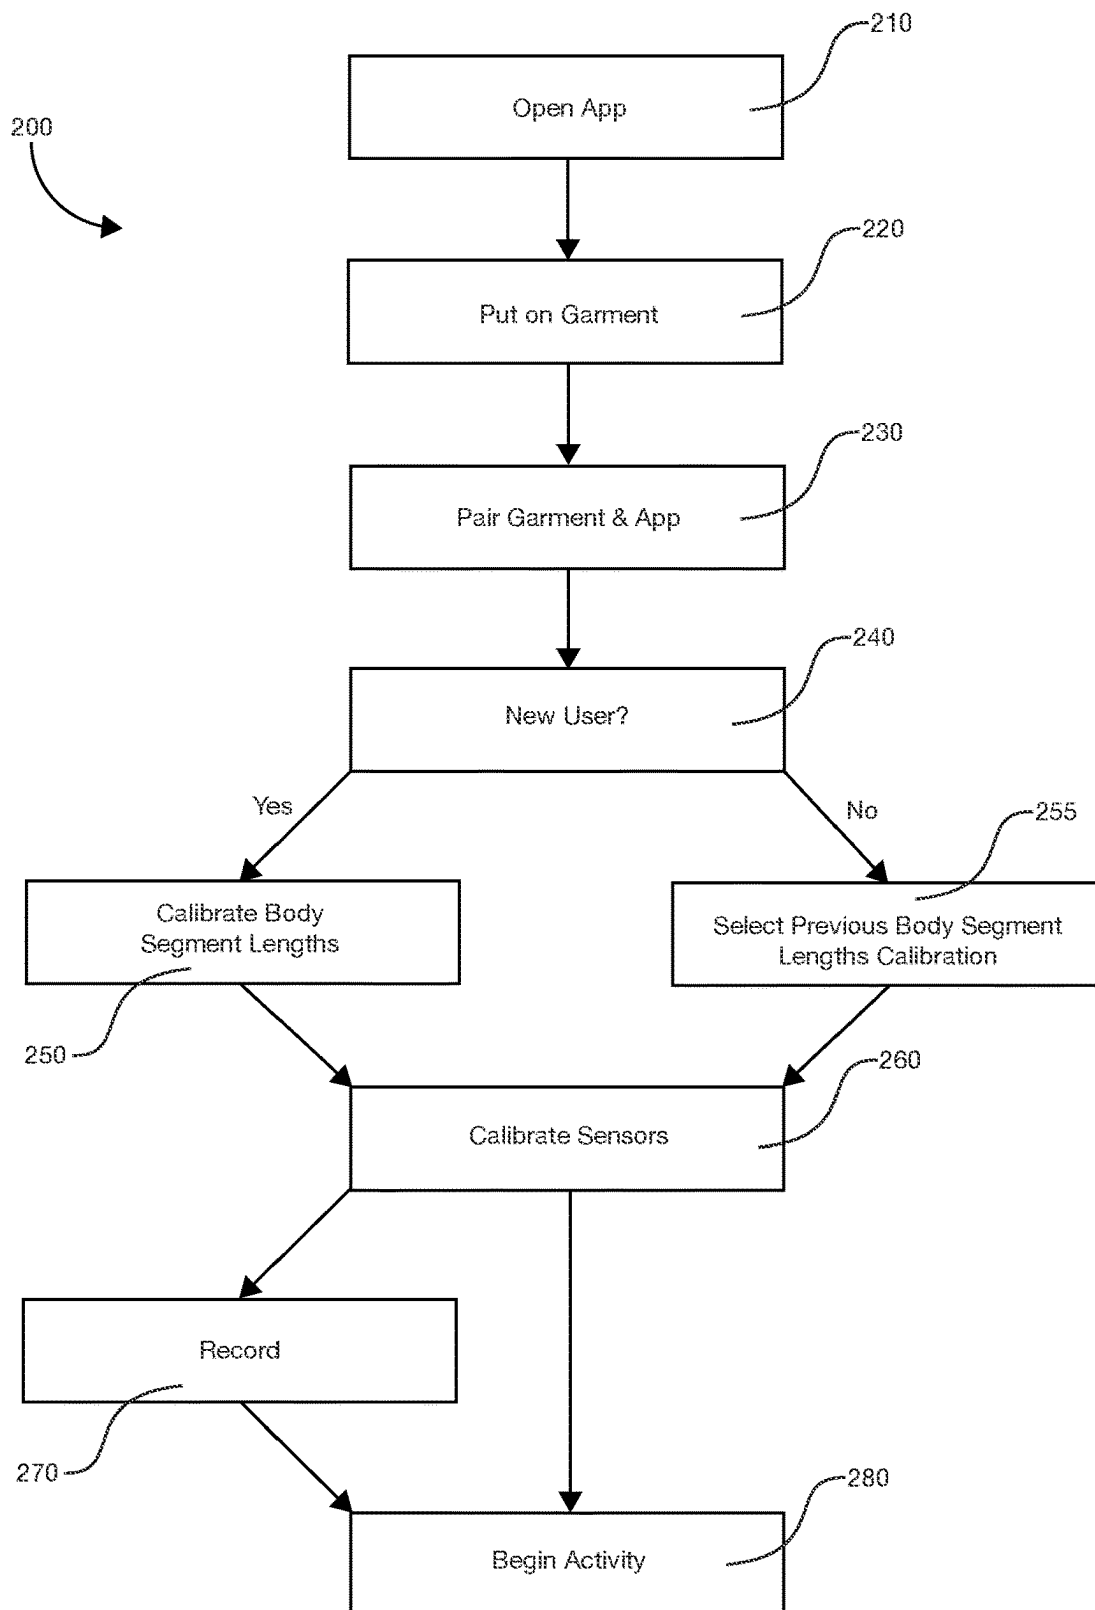 210
Open App
200
220
Put on Garment
230
Pair Garment & App
240
New User?
Yes
No
255
Calibrate Body
Segment Lengths
Select Previous Body Segment
Lengths Calibration
250
260
Calibrate Sensors
Record
270
280
Begin Activity